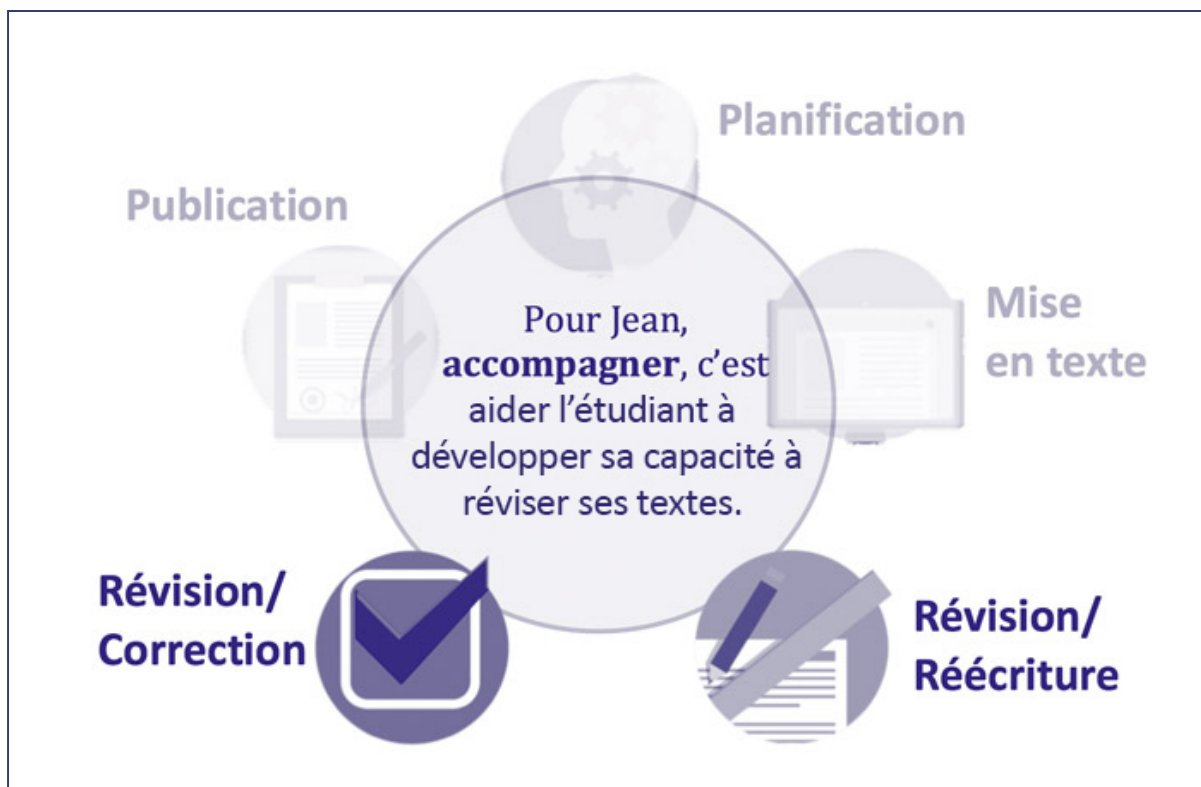 Planification
Publication
Mise
en texte
Pour Jean,
accompagner, c’est
aider l’étudiant à
développer sa capacité à
réviser ses textes.
Révision/
Correction
Révision/
Réécriture